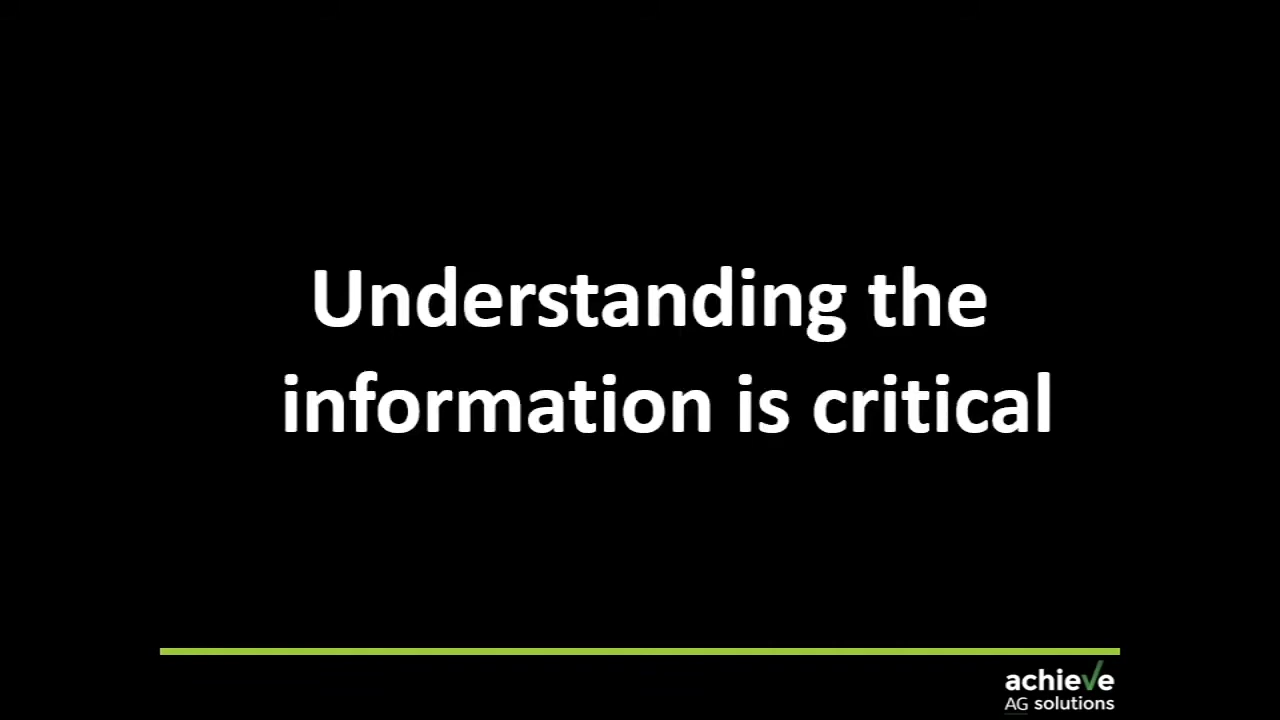 Understanding the
information is critical
achieve
AG solutions